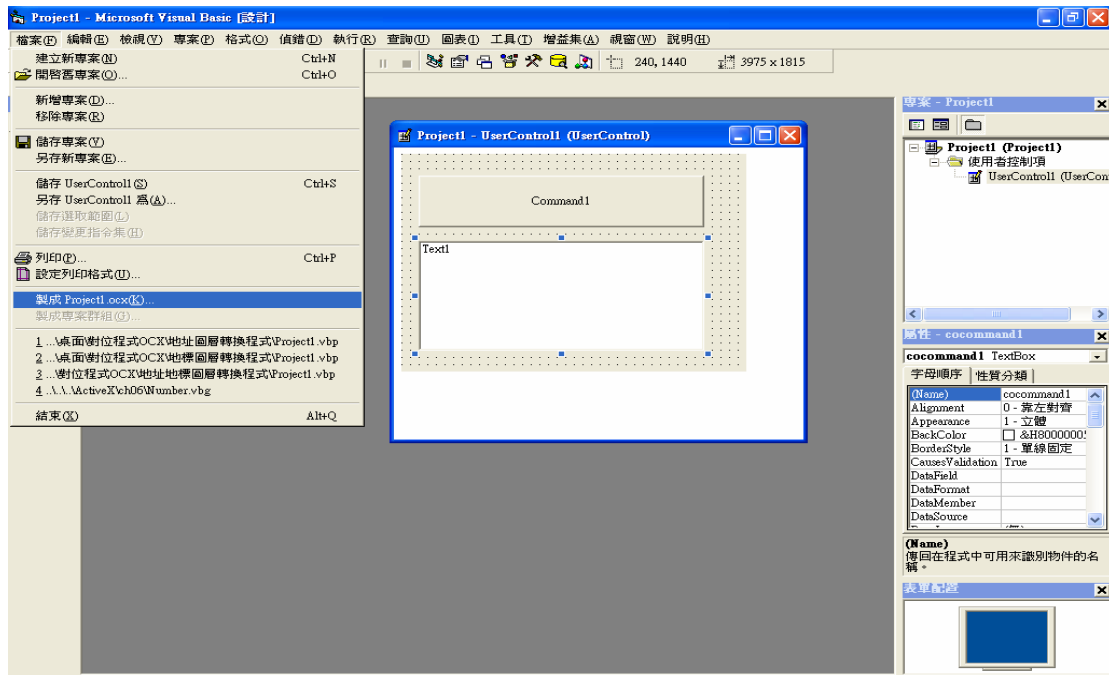 Project1 - Microsoft Visual Basic [設計]
檔案(F) 編輯(E) 檢視(V) 專案(P) 格式(O) 偵錯(D) 執行(R) 查詢(U) 圖表(I) 工具(T) 增益集(A) 視窗(W) 說明(H)
240, 1440 3975 x 1815
建立新專案(N) Ctrl+N
開啓舊專案(O)... Ctrl+O
新增專案(D)...
移除專案(R)
儲存專案(V)
另存新專案(E)...
儲存 UserControl1(S) Ctrl+S
另存 UserControl1 爲(A)...
儲存選取範圍(L)
儲存變更指令集(H)
列印(P)... Ctrl+P
設定列印格式(U)...
製成 Project1.ocx(K)...
製成專案群組(G)...
1 ...\桌面\對位程式OCX\地址圖層轉換程式\Project1.vbp
2 ...\桌面\對位程式OCX\地標圖層轉換程式\Project1.vbp
3 ...\對位程式OCX\地址地標圖層轉換程式\Project1.vbp
4 ..\..\..\ActiveX\ch06\Number.vbg
結束(X) Alt+Q
Project1 - UserControl1 (UserControl)
Command1
Text1
專案 - Project1
Project1 (Project1)
使用者控制項
UserControl1 (UserCon
屬性 - cocommand1
cocommand1 TextBox
字母順序 性質分類
(Name) cocommand1
Alignment 0 - 靠左對齊
Appearance 1 - 立體
BackColor &H8000000
BorderStyle 1 - 單線固定
CausesValidation True
DataField
DataFormat
DataMember
DataSource
(Name)
傳回在程式中可用來識別物件的名
稱。
表單配置